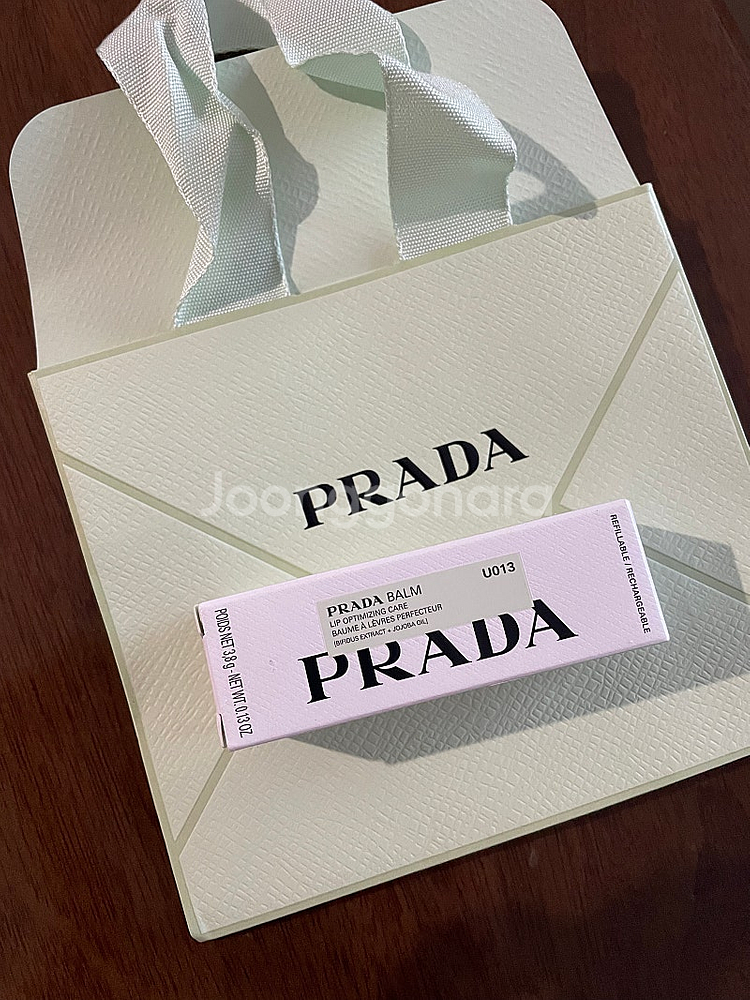 PRADA
Joonggonara
U013
PRADA BALM
LIP OPTIMIZING CARE
BAUME À LÈVRES PERFECTEUR
[BIFIDUS EXTRACT + JOJOBA OIL]
PRADA
POIDS NET 3,8 g - NET WT. 0.13 OZ
REFILLABLE / RECHARGEABLE